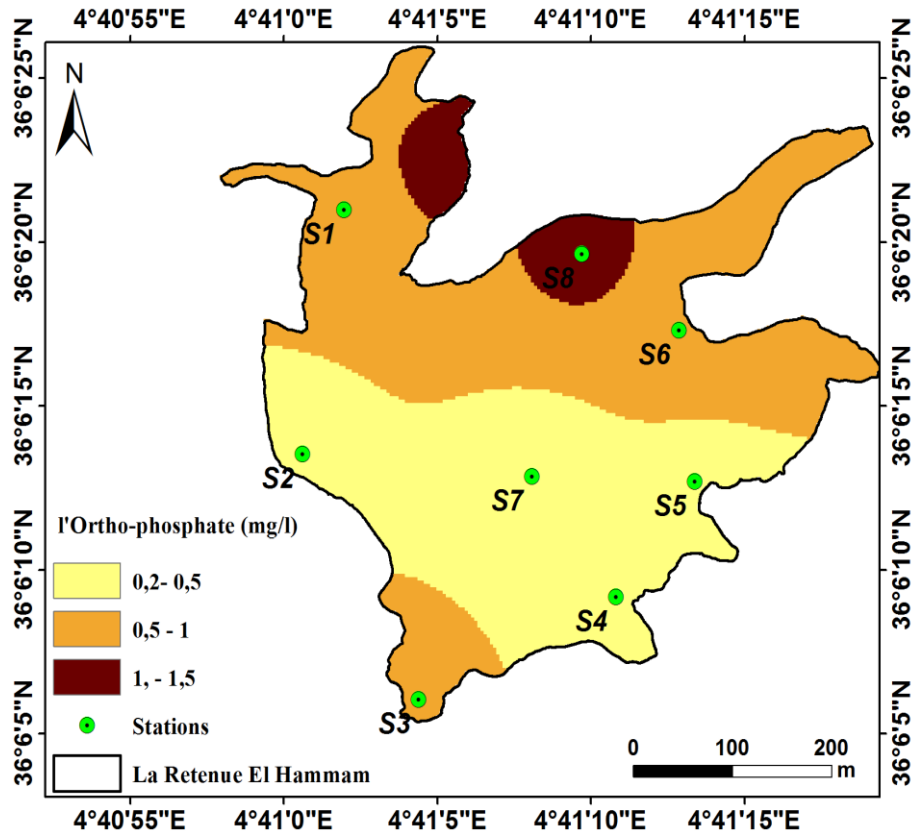 4°40'55"E 4°41'0"E 4°41'5"E 4°41'10"E 4°41'15"E
36°6'25"N 36°6'25"N
N
S1
36°6'20"N 36°6'20"N
S8
S6
36°6'15"N 36°6'15"N
S2
S7
S5
l'Ortho-phosphate (mg/l)
36°6'10"N 36°6'10"N
0,2- 0,5
S4
0,5 - 1
1, - 1,5
S3
Stations
36°6'5"N 36°6'5"N
0 100 200
m
La Retenue El Hammam
4°40'55"E 4°41'0"E 4°41'5"E 4°41'10"E 4°41'15"E